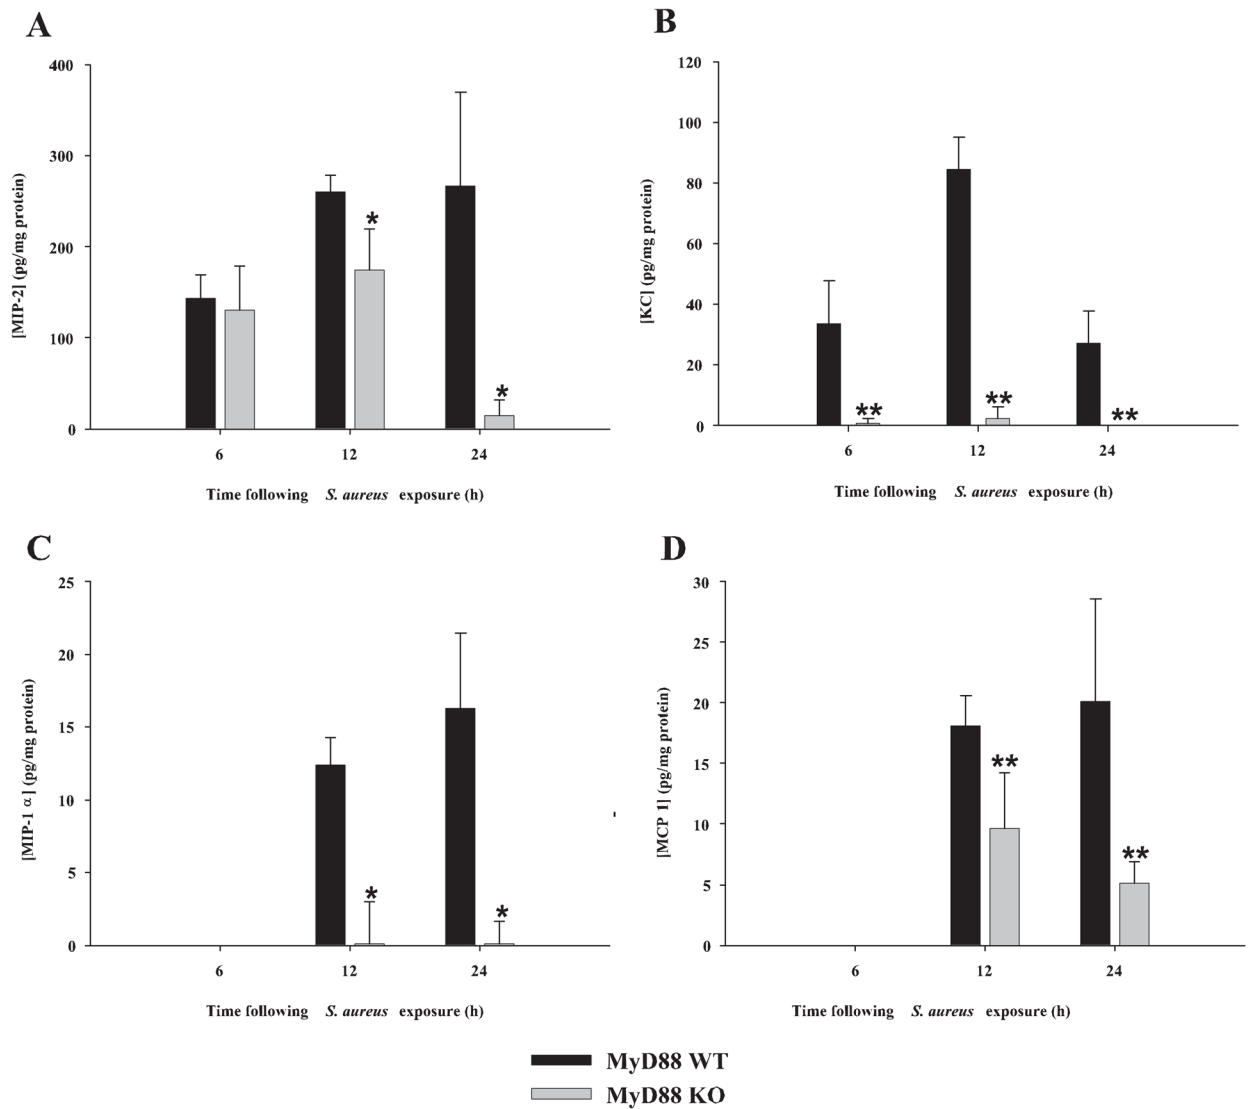 A
400
300
200
100
0
[MIP-2] (pg/mg protein)
*
*
6 12 24
Time following S. aureus exposure (h)
B
120
100
80
60
40
20
0
[KC] (pg/mg protein)
**
**
**
6 12 24
Time following S. aureus exposure (h)
C
25
20
15
10
5
0
[MIP-1 α] (pg/mg protein)
*
*
6 12 24
Time following S. aureus exposure (h)
D
30
25
20
15
10
5
0
[MCP 1] (pg/mg protein)
**
**
6 12 24
Time following S. aureus exposure (h)
MyD88 WT
MyD88 KO